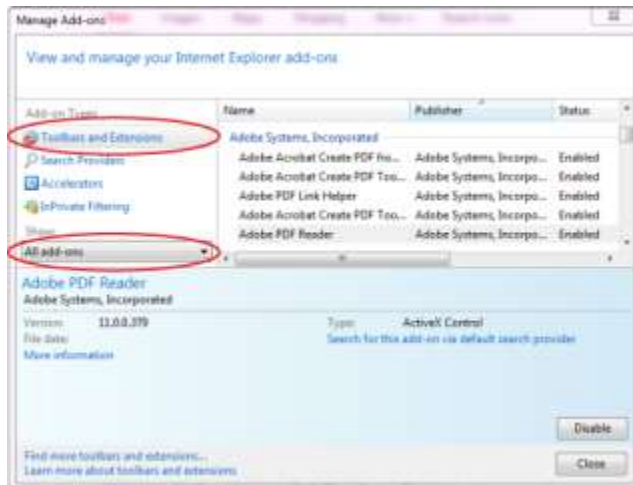 Manage Add-ons
View and manage your Internet Explorer add-ons
Add-on Types
Toolbars and Extensions
Search Providers
Accelerators
InPrivate Filtering
Show:
All add-ons
Name Publisher Status
Adobe Systems, Incorporated
Adobe Acrobat Create PDF fro... Adobe Systems, Incorpo... Enabled
Adobe Acrobat Create PDF Too... Adobe Systems, Incorpo... Enabled
Adobe PDF Link Helper Adobe Systems, Incorpo... Enabled
Adobe Acrobat Create PDF Too... Adobe Systems, Incorpo... Enabled
Adobe PDF Reader Adobe Systems, Incorpo... Enabled
Adobe PDF Reader
Adobe Systems, Incorporated
Version: 11.0.0.379 Type: ActiveX Control
File date: Search for this add-on via default search provider
More information
Disable
Find more toolbars and extensions...
Learn more about toolbars and extensions
Close